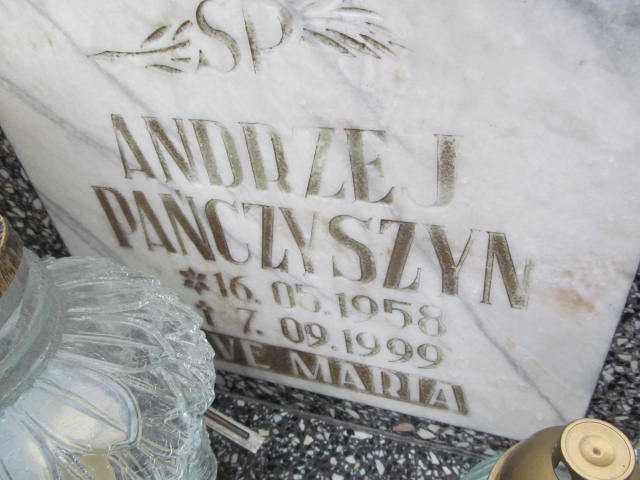 SP
ANDRZEJ
PAŃCZYSZYN
* 16. 05. 1958
† 7. 09. 1999
AVE MARIA